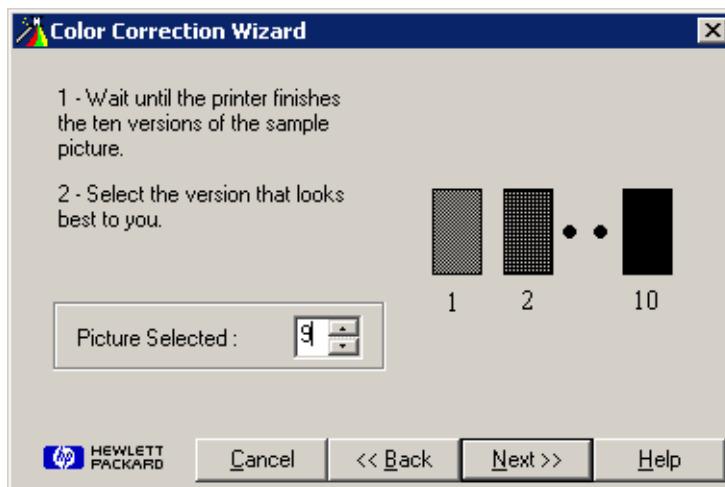 Color Correction Wizard
1 - Wait until the printer finishes
the ten versions of the sample
picture.
2 - Select the version that looks
best to you.
1 2 10
Picture Selected : 9
hp HEWLETT
PACKARD
Cancel << Back Next >> Help